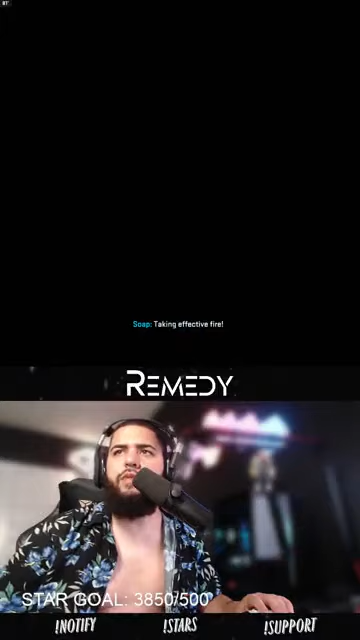 Soap: Taking effective fire!
REMEDY
STAR GOAL: 3850/500
!NOTIFY
!STARS
!SUPPORT